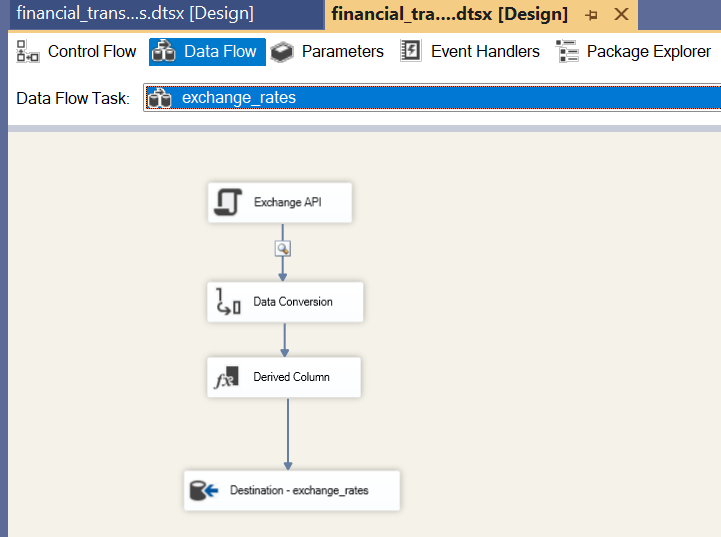 financial_trans...s.dtsx [Design]
financial_tra....dtsx [Design]
Control Flow
Data Flow
Parameters
Event Handlers
Package Explorer
Data Flow Task:
exchange_rates
Exchange API
Data Conversion
Derived Column
Destination - exchange_rates